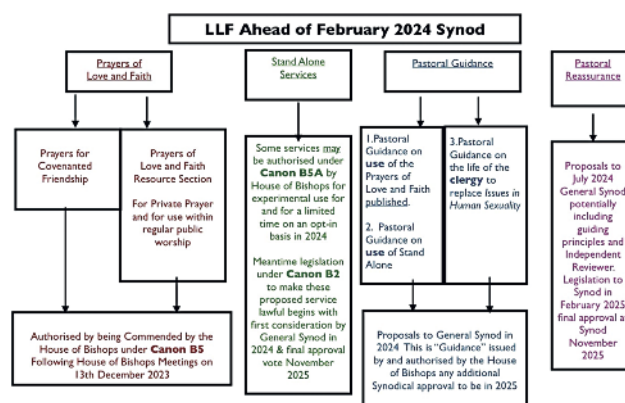 LLF Ahead of February 2024 Synod
Prayers of
Love and Faith
Stand Alone
Services
Pastoral Guidance
Pastoral
Reassurance
Prayers for
Covenanted
Friendship
Prayers of
Love and Faith
Resource Section
For Private Prayer
and for use within
regular public
worship
Authorised by being Commended by the
House of Bishops under Canon B5
Following House of Bishops Meetings on
13th December 2023
Some services may
be authorised under
Canon B5A by
House of Bishops for
experimental use for
and for a limited
time on an opt-in
basis in 2024
Meantime legislation
under Canon B2
to make these
proposed service
lawful begins with
first consideration by
General Synod in
2024 & final approval
vote November
2025
1.Pastoral
Guidance on
use of the
Prayers of
Love and Faith
published.
2. Pastoral
Guidance on
use of Stand
Alone
3.Pastoral
Guidance on
the life of the
clergy to
replace Issues in
Human Sexuality
Proposals to General Synod in
2024 This is "Guidance" issued
by and authorised by the House
of Bishops any additional
Synodical approval to be in 2025
Proposals to
July 2024
General Synod
potentially
including
guiding
principles and
Independent
Reviewer.
Legislation to
Synod in
February 2025
final approval at
Synod
November
2025